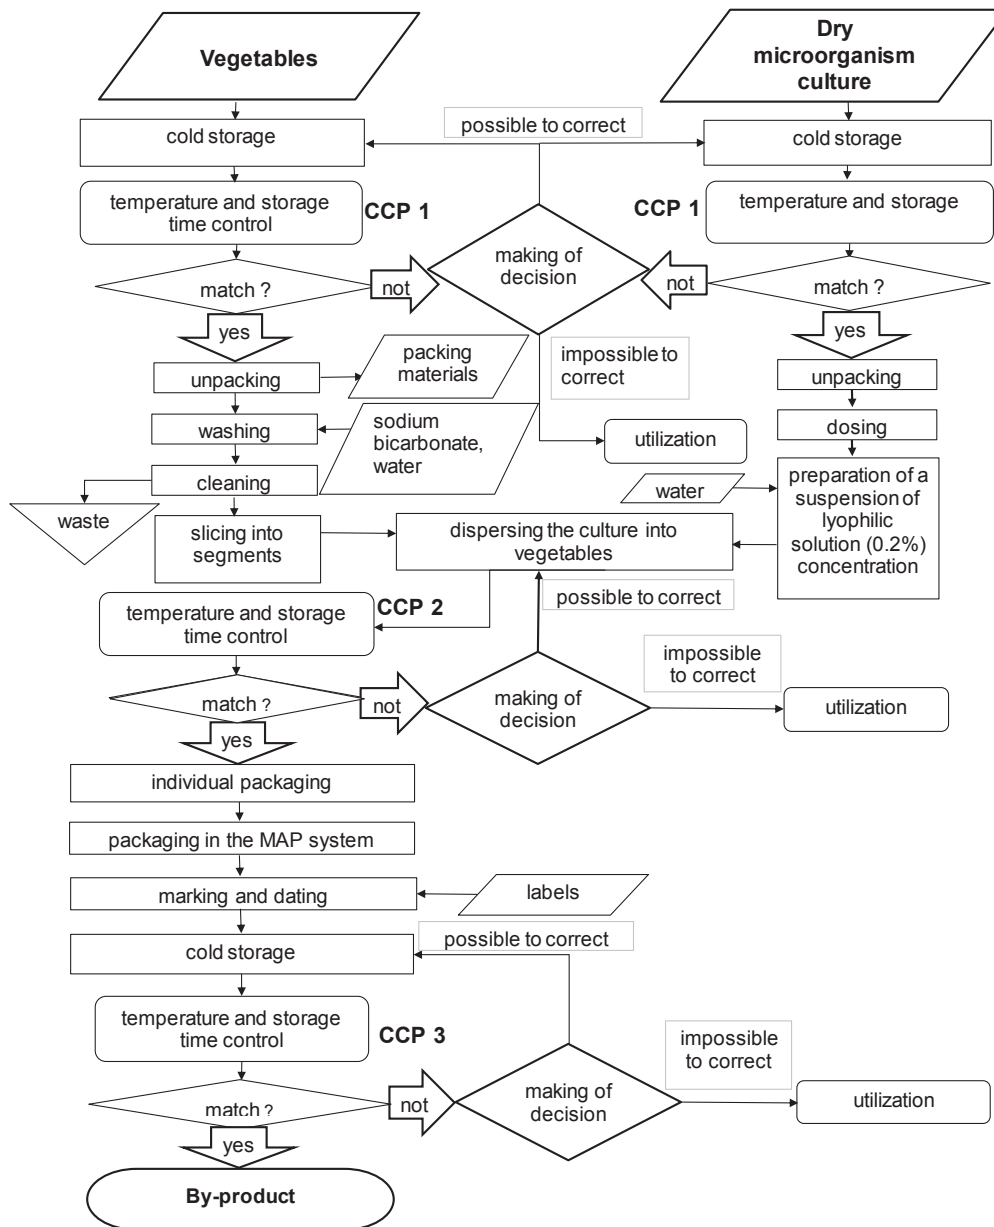 Vegetables
Dry
microorganism
culture
possible to correct
cold storage
cold storage
temperature and storage
time control
CCP 1
CCP 1
temperature and storage
making of
decision
match ?
not
not
match ?
yes
yes
impossible to
correct
packing
materials
unpacking
unpacking
sodium
bicarbonate,
water
washing
utilization
dosing
cleaning
water
preparation of a
suspension of
lyophilic
solution (0.2%)
concentration
waste
slicing into
segments
dispersing the culture into
vegetables
possible to correct
CCP 2
temperature and storage
time control
impossible
to correct
match ?
not
making of
decision
utilization
yes
individual packaging
packaging in the MAP system
marking and dating
labels
possible to correct
cold storage
temperature and storage
time control
CCP 3
impossible
to correct
match ?
not
making of
decision
utilization
yes
By-product